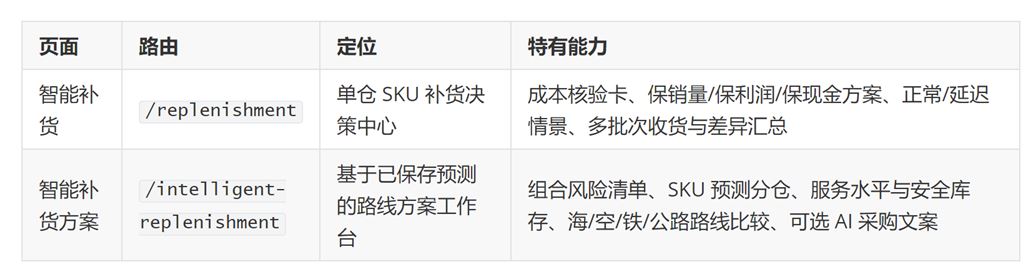 页面 路由 定位 特有能力
智能补
货
/replenishment
单仓 SKU 补货决
策中心
成本核验卡、保销量/保利润/保现金方案、正常/延迟
情景、多批次收货与差异汇总
智能补
货方案
/intelligent-
replenishment
基于已保存预测
的路线方案工作
台
组合风险清单、SKU 预测分仓、服务水平与安全库
存、海/空/铁/公路路线比较、可选 AI 采购文案